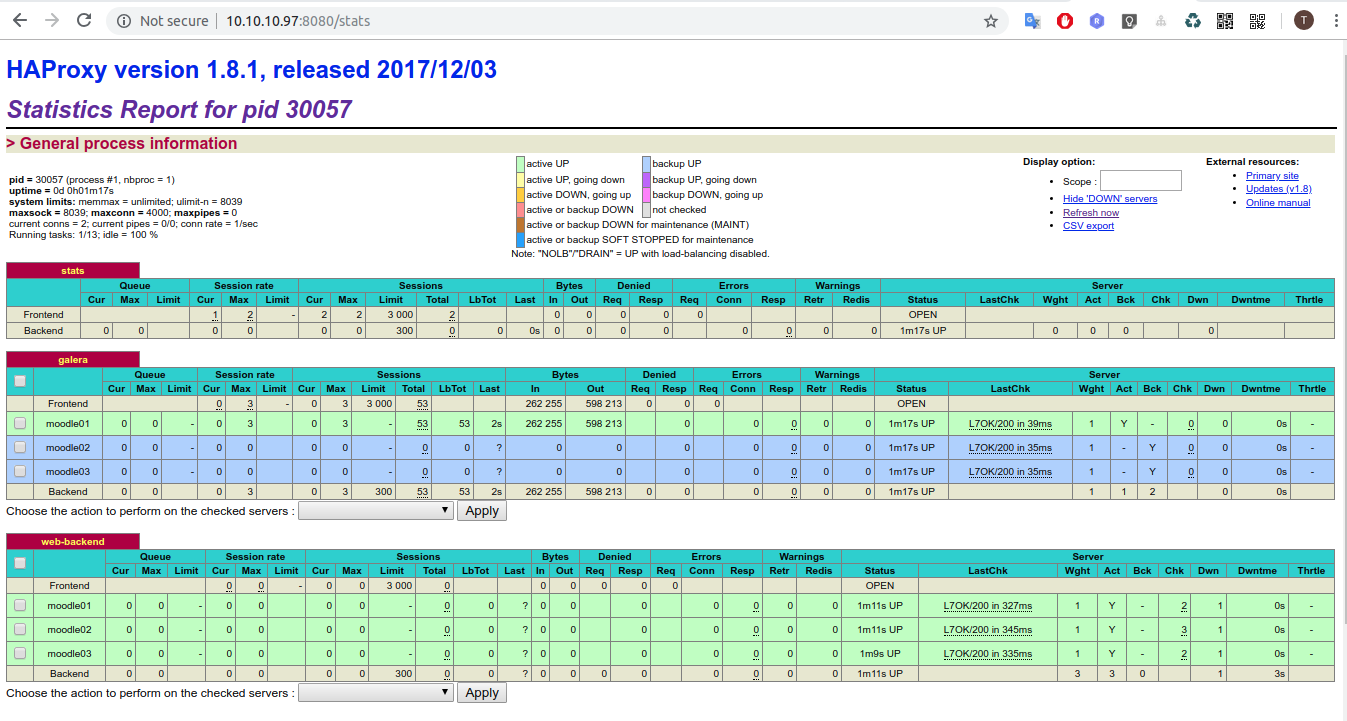 Not secure | 10.10.10.97:8080/stats
T
HAProxy version 1.8.1, released 2017/12/03
Statistics Report for pid 30057
> General process information
pid = 30057 (process #1, nbproc = 1)
uptime = 0d 0h01m17s
system limits: memmax = unlimited; ulimit-n = 8039
maxsock = 8039; maxconn = 4000; maxpipes = 0
current conns = 2; current pipes = 0/0; conn rate = 1/sec
Running tasks: 1/13; idle = 100 %
active UP backup UP
active UP, going down backup UP, going down
active DOWN, going up backup DOWN, going up
active or backup DOWN not checked
active or backup DOWN for maintenance (MAINT)
active or backup SOFT STOPPED for maintenance
Note: "NOLB"/"DRAIN" = UP with load-balancing disabled.
Display option:
Scope :
Hide 'DOWN' servers
Refresh now
CSV export
External resources:
Primary site
Updates (v1.8)
Online manual
stats
Queue Session rate Sessions Bytes Denied Errors Warnings Server
Cur Max Limit Cur Max Limit Cur Max Limit Total LbTot Last In Out Req Resp Req Conn Resp Retr Redis Status LastChk Wght Act Bck Chk Dwn Dwntme Thrtle
Frontend 1 2 - 2 2 3 000 2 0 0 0 0 0 OPEN
Backend 0 0 0 0 0 0 300 0 0 0s 0 0 0 0 0 0 0 0 1m17s UP 0 0 0 0
galera
Queue Session rate Sessions Bytes Denied Errors Warnings Server
Cur Max Limit Cur Max Limit Cur Max Limit Total LbTot Last In Out Req Resp Req Conn Resp Retr Redis Status LastChk Wght Act Bck Chk Dwn Dwntme Thrtle
Frontend 0 3 - 0 3 3 000 53 262 255 598 213 0 0 0 OPEN
moodle01 0 0 - 0 3 0 3 - 53 53 2s 262 255 598 213 0 0 0 0 0 1m17s UP L7OK/200 in 39ms 1 Y - 0 0 0s -
moodle02 0 0 - 0 0 0 0 - 0 0 ? 0 0 0 0 0 0 0 1m17s UP L7OK/200 in 35ms 1 - Y 0 0 0s -
moodle03 0 0 - 0 0 0 0 - 0 0 ? 0 0 0 0 0 0 0 1m17s UP L7OK/200 in 35ms 1 - Y 0 0 0s -
Backend 0 0 0 3 0 3 300 53 53 2s 262 255 598 213 0 0 0 0 0 0 1m17s UP 1 1 2 0 0s
Choose the action to perform on the checked servers : Apply
web-backend
Queue Session rate Sessions Bytes Denied Errors Warnings Server
Cur Max Limit Cur Max Limit Cur Max Limit Total LbTot Last In Out Req Resp Req Conn Resp Retr Redis Status LastChk Wght Act Bck Chk Dwn Dwntme Thrtle
Frontend 0 0 - 0 0 3 000 0 0 0 0 0 0 OPEN
moodle01 0 0 - 0 0 0 0 - 0 0 ? 0 0 0 0 0 0 0 1m11s UP L7OK/200 in 327ms 1 Y - 2 1 0s -
moodle02 0 0 - 0 0 0 0 - 0 0 ? 0 0 0 0 0 0 0 1m11s UP L7OK/200 in 345ms 1 Y - 3 1 0s -
moodle03 0 0 - 0 0 0 0 - 0 0 ? 0 0 0 0 0 0 0 1m9s UP L7OK/200 in 335ms 1 Y - 2 1 0s -
Backend 0 0 0 0 0 0 300 0 0 ? 0 0 0 0 0 0 0 0 1m11s UP 3 3 0 1 3s
Choose the action to perform on the checked servers : Apply